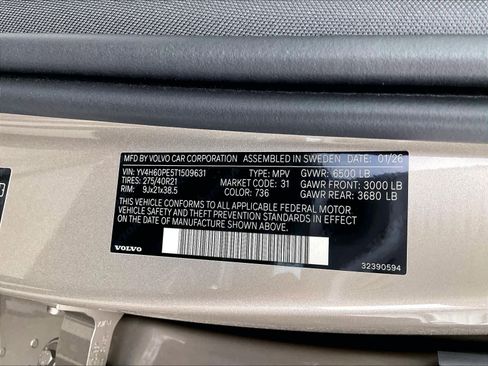 MFD BY VOLVO CAR CORPORATION ASSEMBLED IN SWEDEN DATE: 01/26
VIN: YV4H60PE5T1509631 TYPE: MPV GVWR: 6500 LB
TIRES: 275/40R21 MARKET CODE: 31 GAWR FRONT: 3000 LB
RIM: 9Jx21x38.5 COLOR: 736 GAWR REAR: 3680 LB
THIS VEHICLE CONFORMS TO ALL APPLICABLE FEDERAL MOTOR
VEHICLE SAFETY AND THEFT PREVENTION STANDARDS IN EFFECT
ON THE DATE OF MANUFACTURE SHOWN ABOVE.
VOLVO
32390594